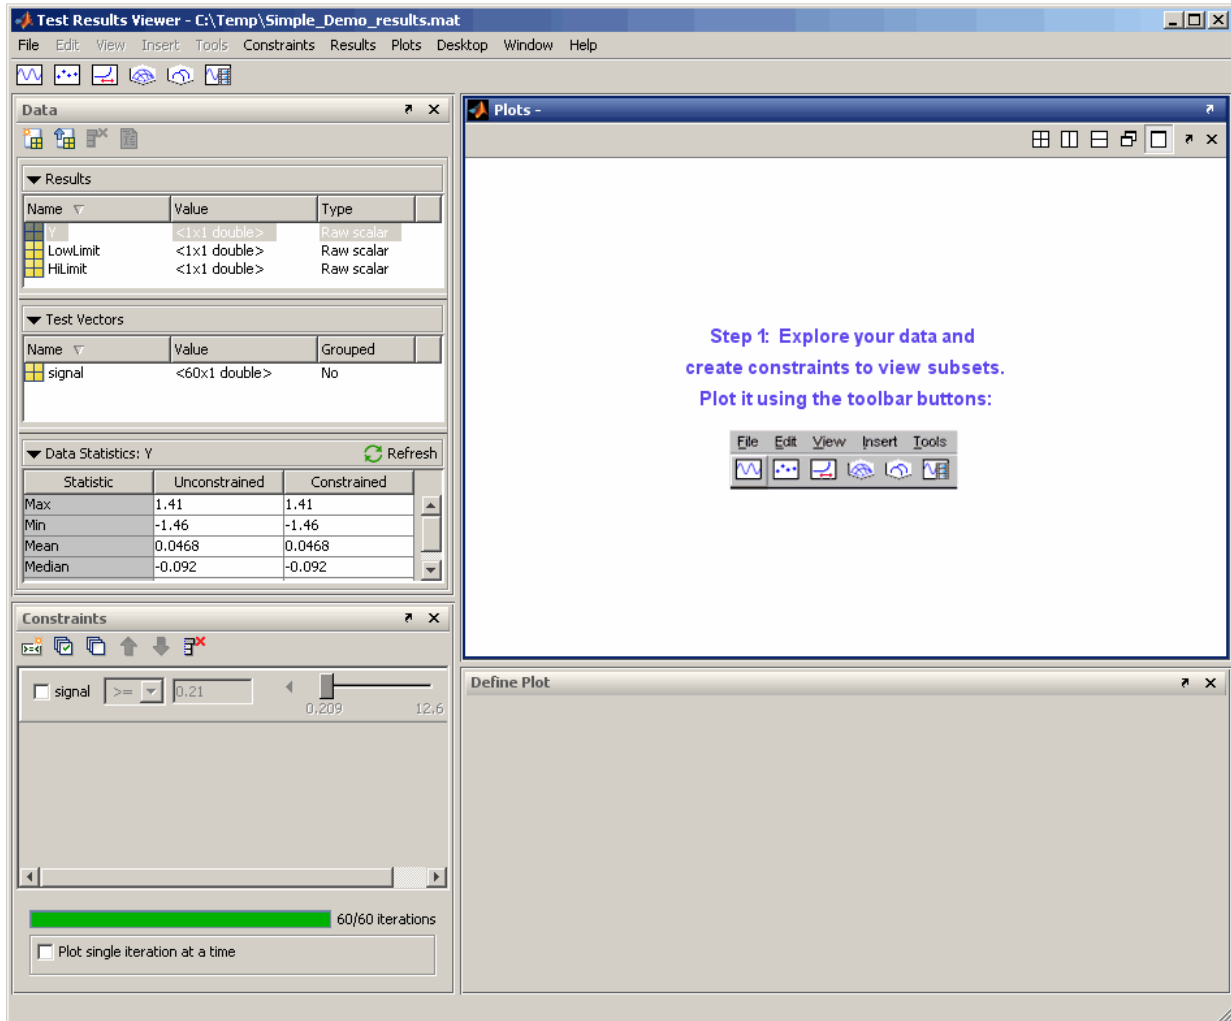 Test Results Viewer - C:\Temp\Simple_Demo_results.mat
File Edit View Insert Tools Constraints Results Plots Desktop Window Help
Data
Results
Name Value Type
Y <1x1 double> Raw scalar
LowLimit <1x1 double> Raw scalar
HiLimit <1x1 double> Raw scalar
Test Vectors
Name Value Grouped
signal <60x1 double> No
Data Statistics: Y Refresh
Statistic Unconstrained Constrained
Max 1.41 1.41
Min -1.46 -1.46
Mean 0.0468 0.0468
Median -0.092 -0.092
Constraints
signal >= 0.21
0.209 12.6
60/60 iterations
Plot single iteration at a time
Plots -
Step 1: Explore your data and
create constraints to view subsets.
Plot it using the toolbar buttons:
File Edit View Insert Tools
Define Plot